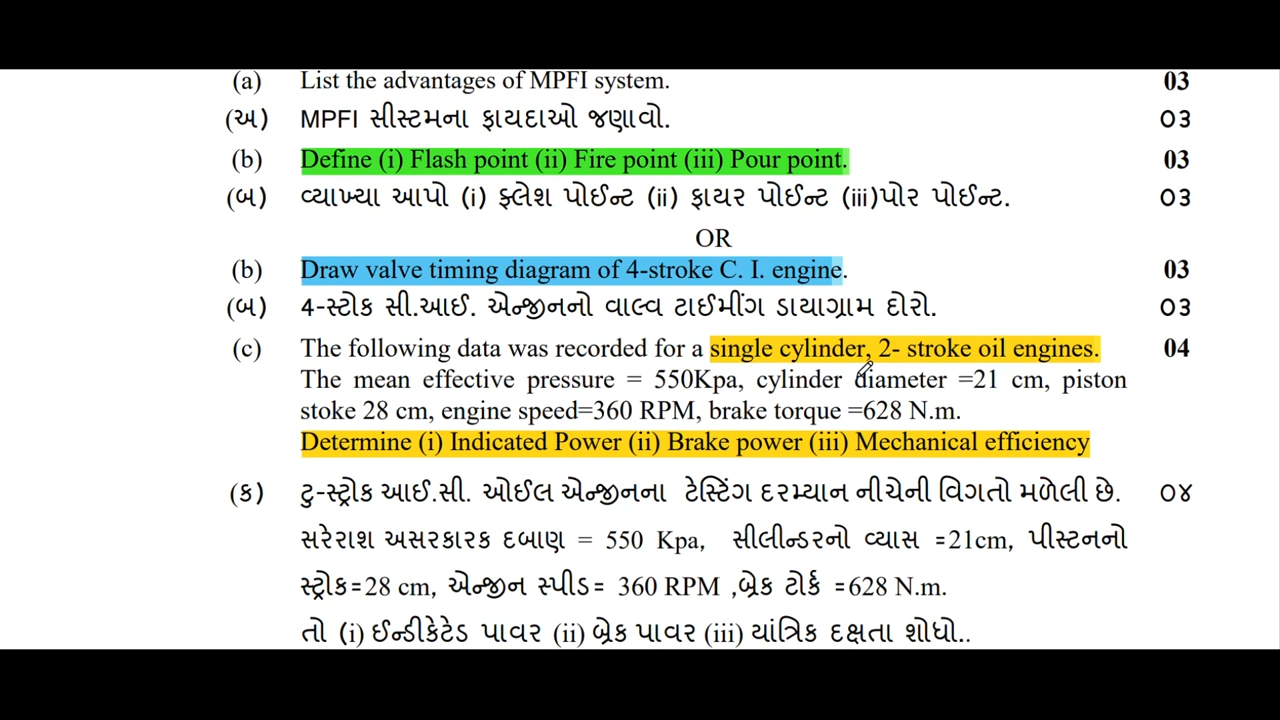 (a) List the advantages of MPFI system. 03
(અ) MPFI સીસ્ટમના ફાયદાઓ જણાવો. ૦૩
(b) Define (i) Flash point (ii) Fire point (iii) Pour point. 03
(બ) વ્યાખ્યા આપો (i) ફ્લેશ પોઈન્ટ (ii) ફાયર પોઈન્ટ (iii)પોર પોઈન્ટ. ૦૩
OR
(b) Draw valve timing diagram of 4-stroke C. I. engine. 03
(બ) 4-સ્ટોક સી.આઈ. એન્જીનનો વાલ્વ ટાઈમીંગ ડાયાગ્રામ દોરો. ૦૩
(c) The following data was recorded for a single cylinder, 2- stroke oil engines. 04
The mean effective pressure = 550Kpa, cylinder diameter =21 cm, piston
stoke 28 cm, engine speed=360 RPM, brake torque =628 N.m.
Determine (i) Indicated Power (ii) Brake power (iii) Mechanical efficiency
(ક) ટુ-સ્ટ્રોક આઈ.સી. ઓઈલ એન્જીનના ટેસ્ટિંગ દરમ્યાન નીચેની વિગતો મળેલી છે. ૦૪
સરેરાશ અસરકારક દબાણ = 550 Kpa, સીલીન્ડરનો વ્યાસ =21cm, પીસ્ટનનો
સ્ટ્રોક=28 cm, એન્જીન સ્પીડ= 360 RPM ,બ્રેક ટોર્ક =628 N.m.
તો (i) ઈન્ડીકેટેડ પાવર (ii) બ્રેક પાવર (iii) યાંત્રિક દક્ષતા શોધો..